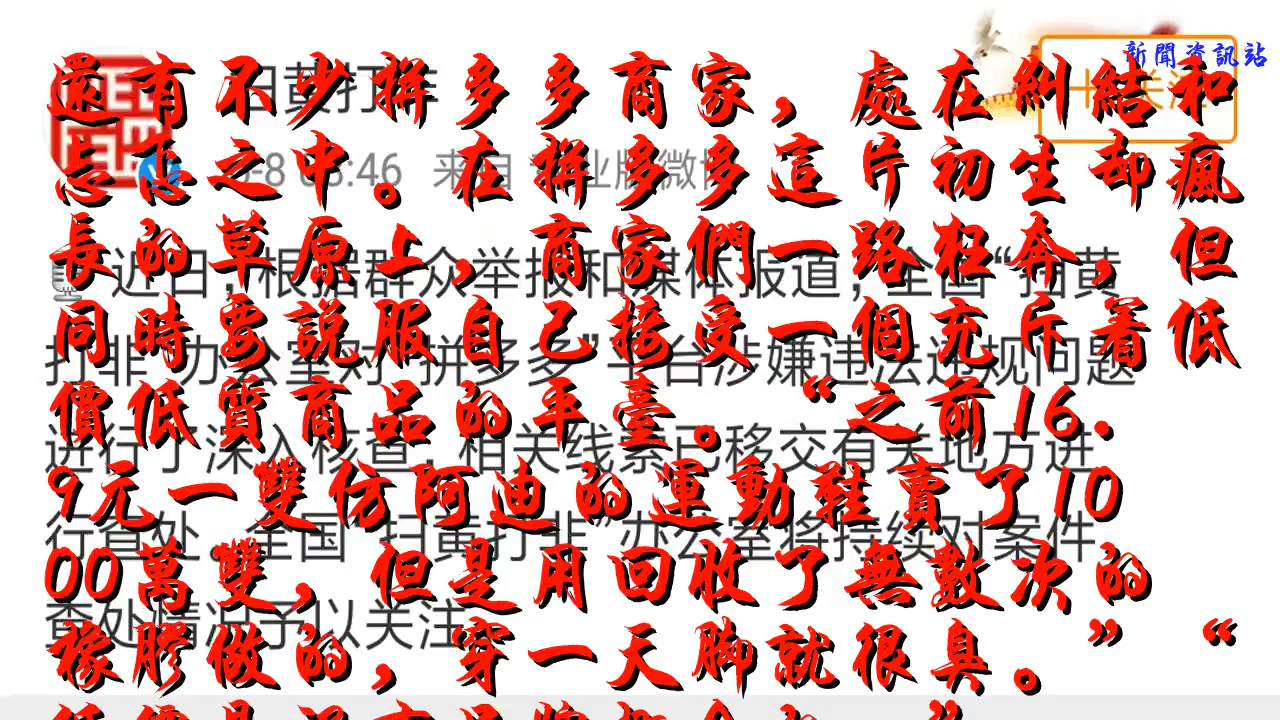 新聞資訊站
還有不少拼多多商家，處在糾結和
忐忑之中。在拼多多這片初生却瘋
長的草原上，商家們一路狂奔，但
同時要說服自己接受一個充斥著低
價低質商品的平臺。“之前16.
9元一雙仿阿迪的運動鞋賣了10
00萬雙，但是用回收了無數次的
橡膠做的，穿一天脚就很臭。” “
近日，根据群众举报和媒体报道，全国“扫黄
打非”办公室对“拼多多”平台涉嫌违法违规问题
进行了深入核查，相关线索已移交有关地方进
行查处。全国“扫黄打非”办公室将持续对案件
查处情况予以关注